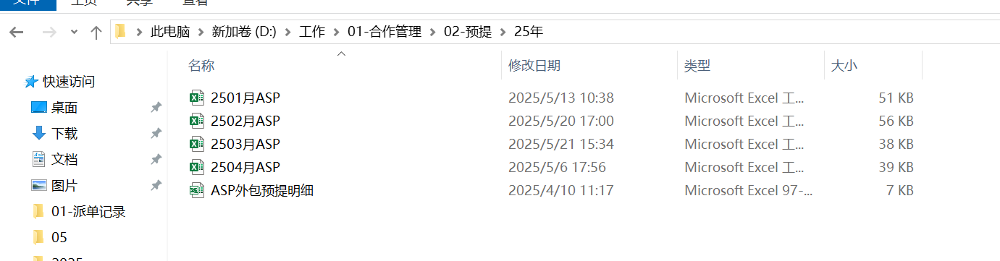 文件 主页 共享 查看
此电脑 新加卷 (D:) 工作 01-合作管理 02-预提 25年
名称 修改日期 类型 大小
快速访问
桌面
下载
文档
图片
01-派单记录
05
2025
2501月ASP 2025/5/13 10:38 Microsoft Excel 工... 51 KB
2502月ASP 2025/5/20 17:00 Microsoft Excel 工... 56 KB
2503月ASP 2025/5/21 15:34 Microsoft Excel 工... 38 KB
2504月ASP 2025/5/6 17:56 Microsoft Excel 工... 39 KB
ASP外包预提明细 2025/4/10 11:17 Microsoft Excel 97-... 7 KB